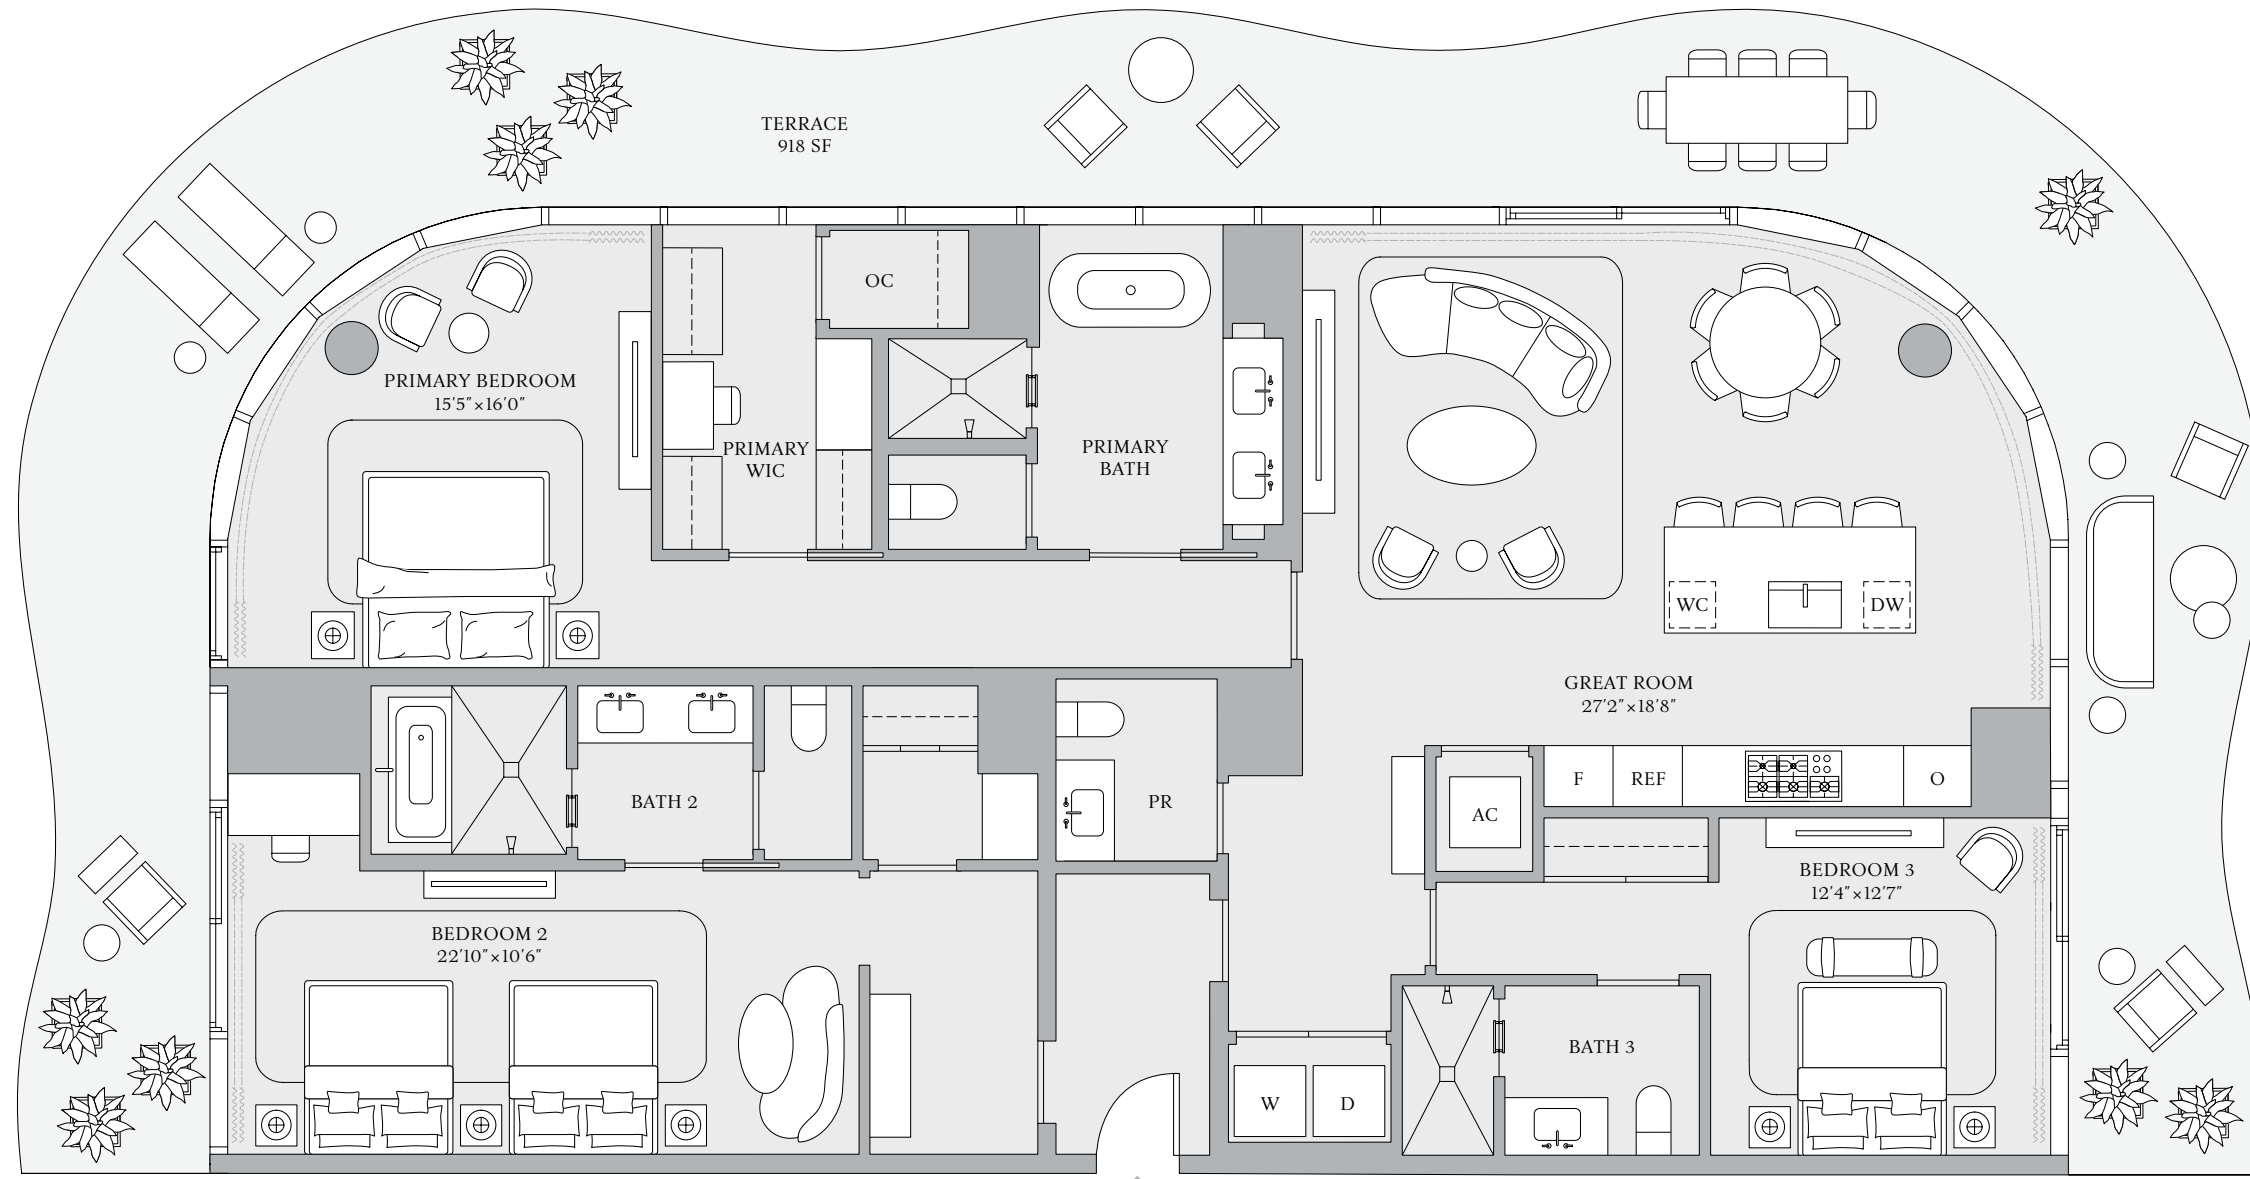 TERRACE
918 SF
OC
PRIMARY BEDROOM
15'5"×16'0"
PRIMARY
WIC
PRIMARY
BATH
WC
DW
GREAT ROOM
27'2"×18'8"
BATH 2
PR
AC
F
REF
O
BEDROOM 3
12'4"×12'7"
BEDROOM 2
22'10"×10'6"
BATH 3
W
D